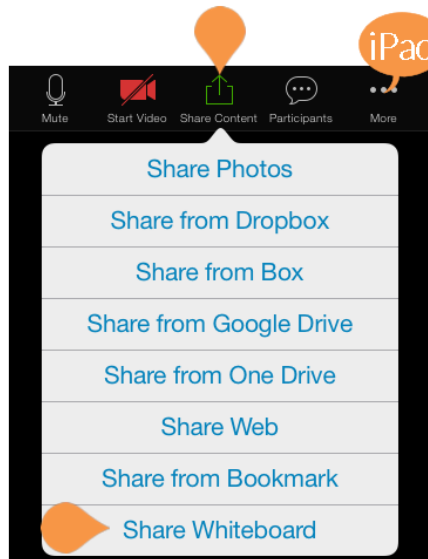 iPad
Mute Start Video Share Content Participants More
Share Photos
Share from Dropbox
Share from Box
Share from Google Drive
Share from One Drive
Share Web
Share from Bookmark
Share Whiteboard